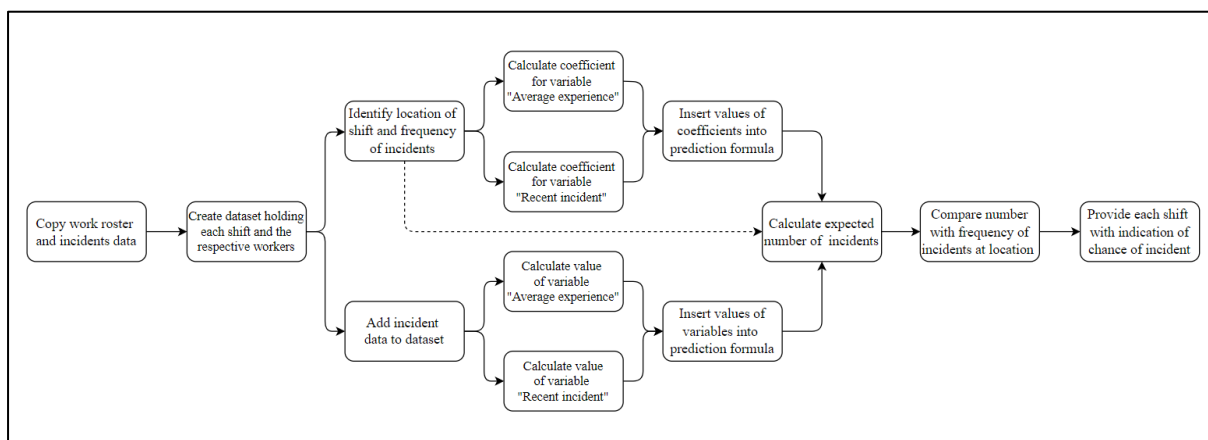 Copy work roster
and incidents data
Create dataset holding
each shift and the
respective workers
Identify location of
shift and frequency
of incidents
Calculate coefficient
for variable
"Average experience"
Calculate coefficient
for variable
"Recent incident"
Insert values of
coefficients into
prediction formula
Add incident
data to dataset
Calculate value
of variable
"Average experience"
Calculate value
of variable
"Recent incident"
Insert values of
variables into
prediction formula
Calculate expected
number of incidents
Compare number
with frequency of
incidents at location
Provide each shift
with indication of
chance of incident